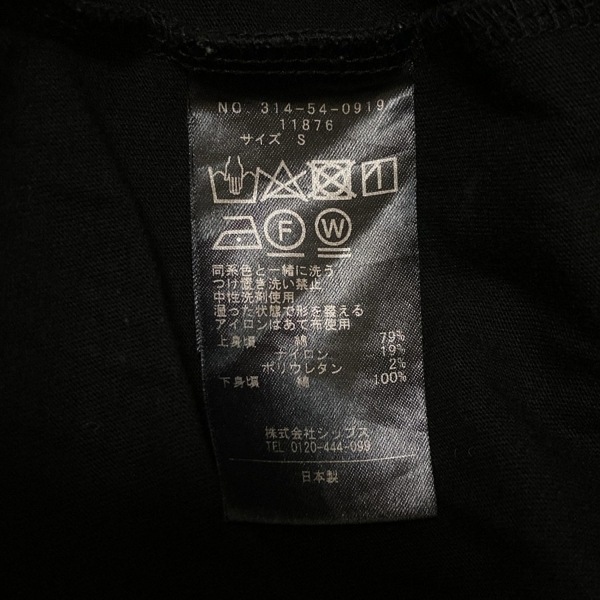 NO. 314-54-0919
11876
サイズ S
F W
同系色と一緒に洗う
つけ置き洗い禁止
中性洗剤使用
湿った状態で形を整える
アイロンはあて布使用
上身頃 綿 79%
ナイロン 19%
ポリウレタン 2%
下身頃 綿 100%
株式会社シップス
TEL 0120-444-099
日本製